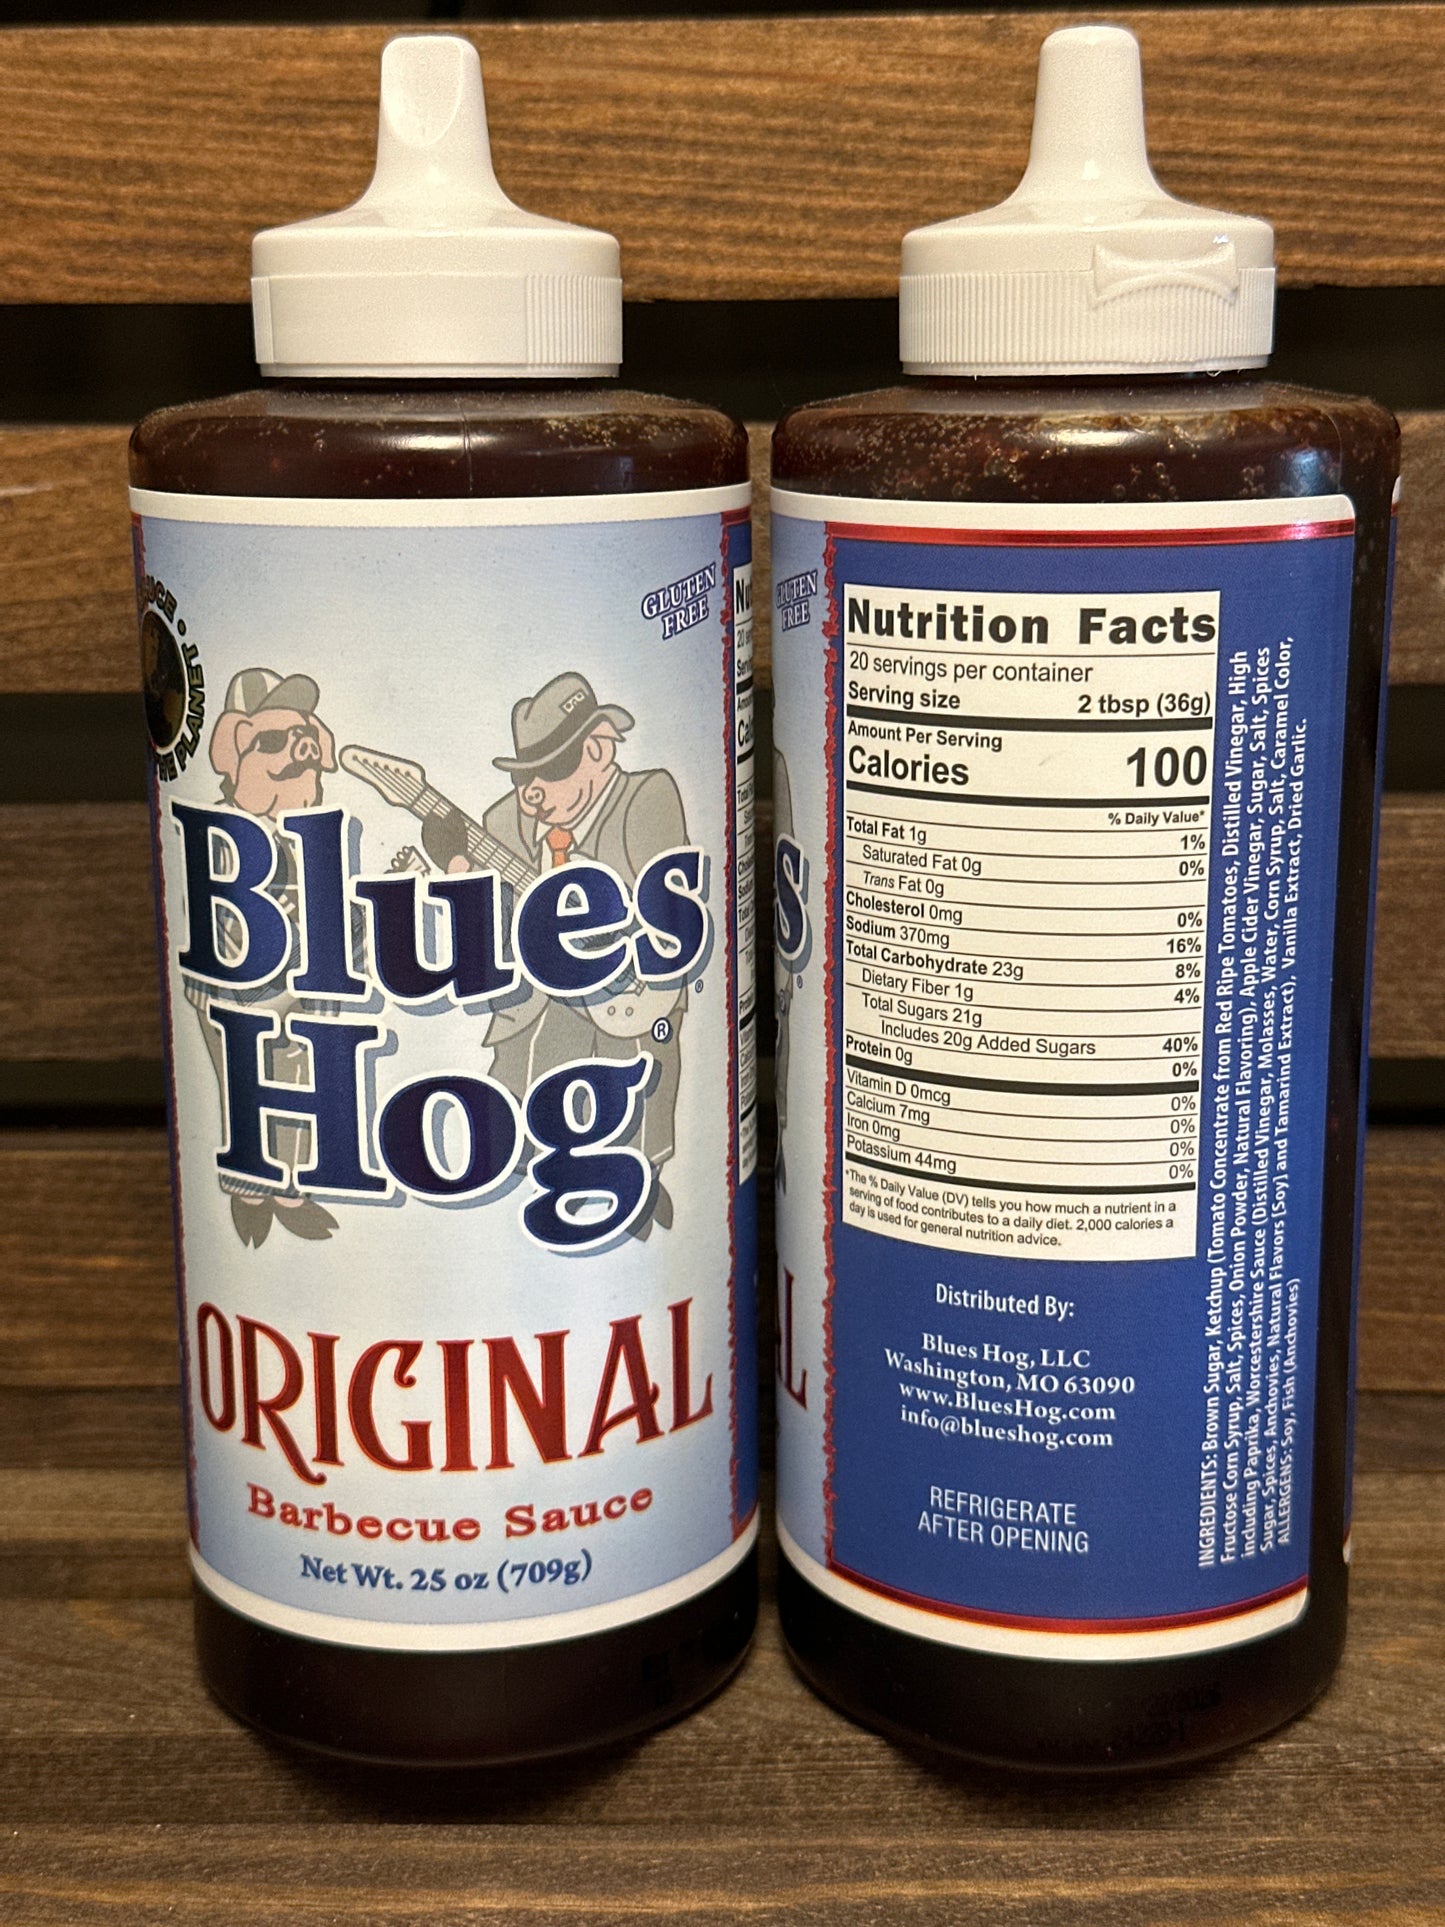 GLUTEN
FREE
THE PLANET
Blues
Hog®
ORIGINAL
Barbecue Sauce
Net Wt. 25 oz (709g)
Nutrition Facts
20 servings per container
Serving size 2 tbsp (36g)
Amount Per Serving
Calories 100
% Daily Value*
Total Fat 1g 1%
Saturated Fat 0g 0%
Trans Fat 0g
Cholesterol 0mg 0%
Sodium 370mg 16%
Total Carbohydrate 23g 8%
Dietary Fiber 1g 4%
Total Sugars 21g
Includes 20g Added Sugars 40%
Protein 0g 0%
Vitamin D 0mcg 0%
Calcium 7mg 0%
Iron 0mg 0%
Potassium 44mg 0%
*The % Daily Value (DV) tells you how much a nutrient in a
serving of food contributes to a daily diet. 2,000 calories a
day is used for general nutrition advice.
Distributed By:
Blues Hog, LLC
Washington, MO 63090
www.BluesHog.com
info@blueshog.com
REFRIGERATE
AFTER OPENING
INGREDIENTS: Brown Sugar, Ketchup (Tomato Concentrate from Red Ripe Tomatoes, Distilled Vinegar, High
Fructose Corn Syrup, Corn Syrup, Salt, Spices, Onion Powder, Natural Flavoring), Apple Cider Vinegar, Sugar, Salt, Spices
including Paprika, Worcestershire Sauce (Distilled Vinegar, Molasses, Water, Corn Syrup, Salt, Caramel Color,
Sugar, Spices, Anchovies, Natural Flavors [Soy] and Tamarind Extract), Vanilla Extract, Dried Garlic.
ALLERGENS: Soy, Fish (Anchovies)